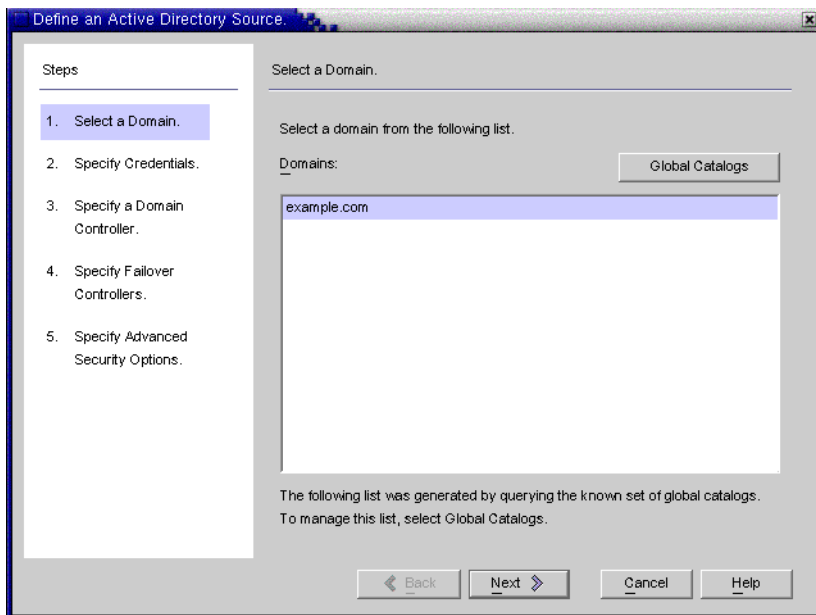 Define an Active Directory Source.
Steps
1. Select a Domain.
2. Specify Credentials.
3. Specify a Domain
Controller.
4. Specify Failover
Controllers.
5. Specify Advanced
Security Options.
Select a Domain.
Select a domain from the following list.
Domains:
Global Catalogs
example.com
The following list was generated by querying the known set of global catalogs.
To manage this list, select Global Catalogs.
Back
Next
Cancel
Help